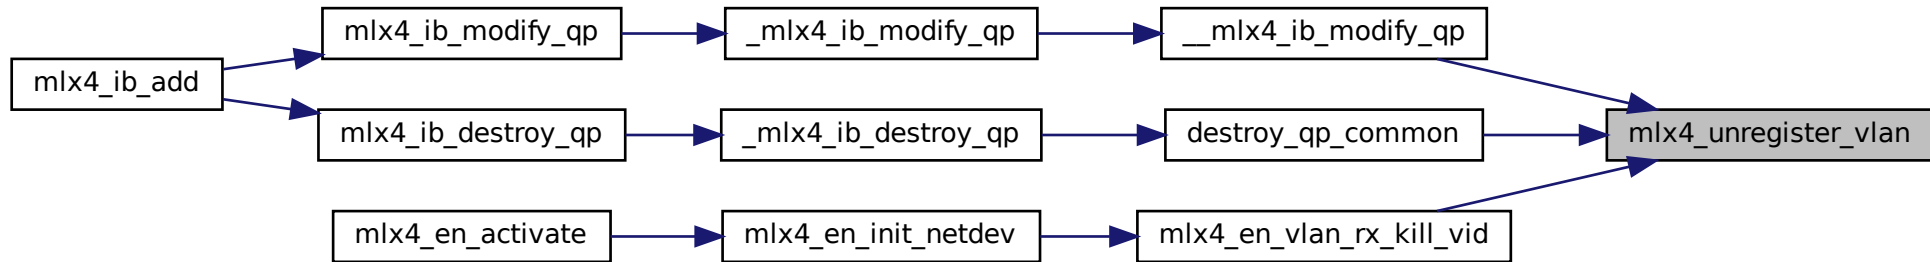 mlx4_ib_modify_qp
_mlx4_ib_modify_qp
__mlx4_ib_modify_qp
mlx4_ib_add
mlx4_ib_destroy_qp
_mlx4_ib_destroy_qp
destroy_qp_common
mlx4_unregister_vlan
mlx4_en_activate
mlx4_en_init_netdev
mlx4_en_vlan_rx_kill_vid